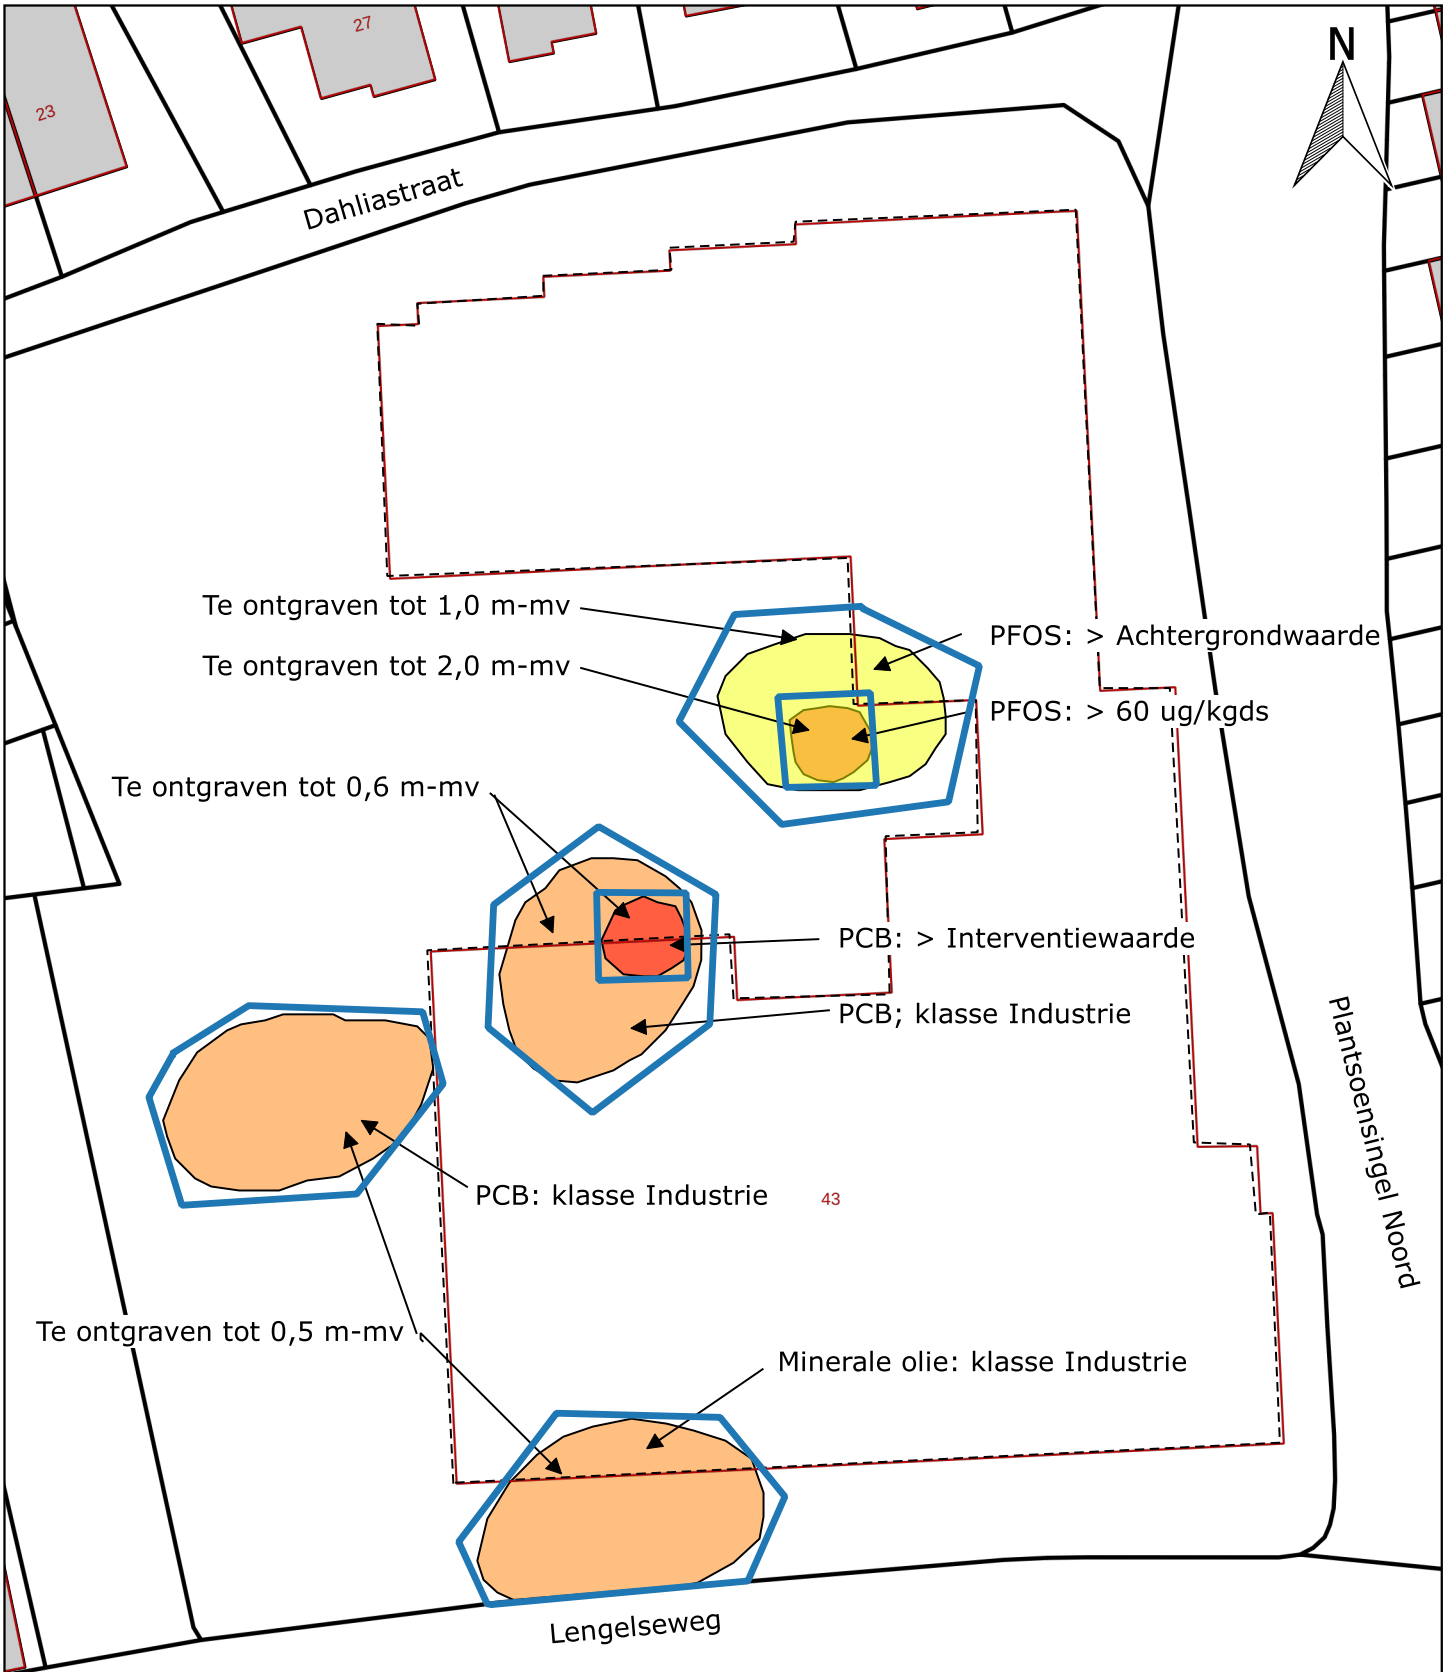 27
N
23
Dahliastraat
Te ontgraven tot 1,0 m-mv
PFOS: > Achtergrondwaarde
Te ontgraven tot 2,0 m-mv
PFOS: > 60 ug/kgds
Te ontgraven tot 0,6 m-mv
PCB: > Interventiewaarde
PCB; klasse Industrie
Plantsoensingel Noord
PCB: klasse Industrie
43
Te ontgraven tot 0,5 m-mv
Minerale olie: klasse Industrie
Lengelseweg